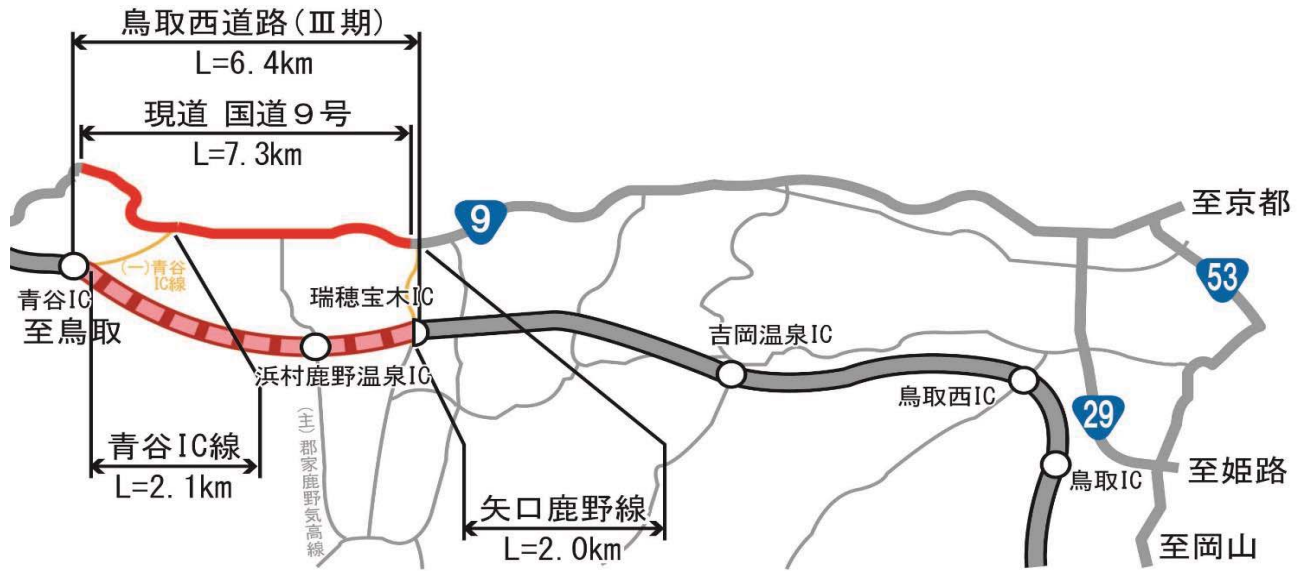 鳥取西道路(Ⅲ期)
L=6.4km
現道 国道9号
L=7.3km
9
至京都
(一)青谷
IC線
53
青谷IC
至鳥取
瑞穂宝木IC
吉岡温泉IC
浜村鹿野温泉IC
鳥取西IC
29
青谷IC線
L=2.1km
(主)郡家鹿野気高線
矢口鹿野線
L=2.0km
鳥取IC
至姫路
至岡山